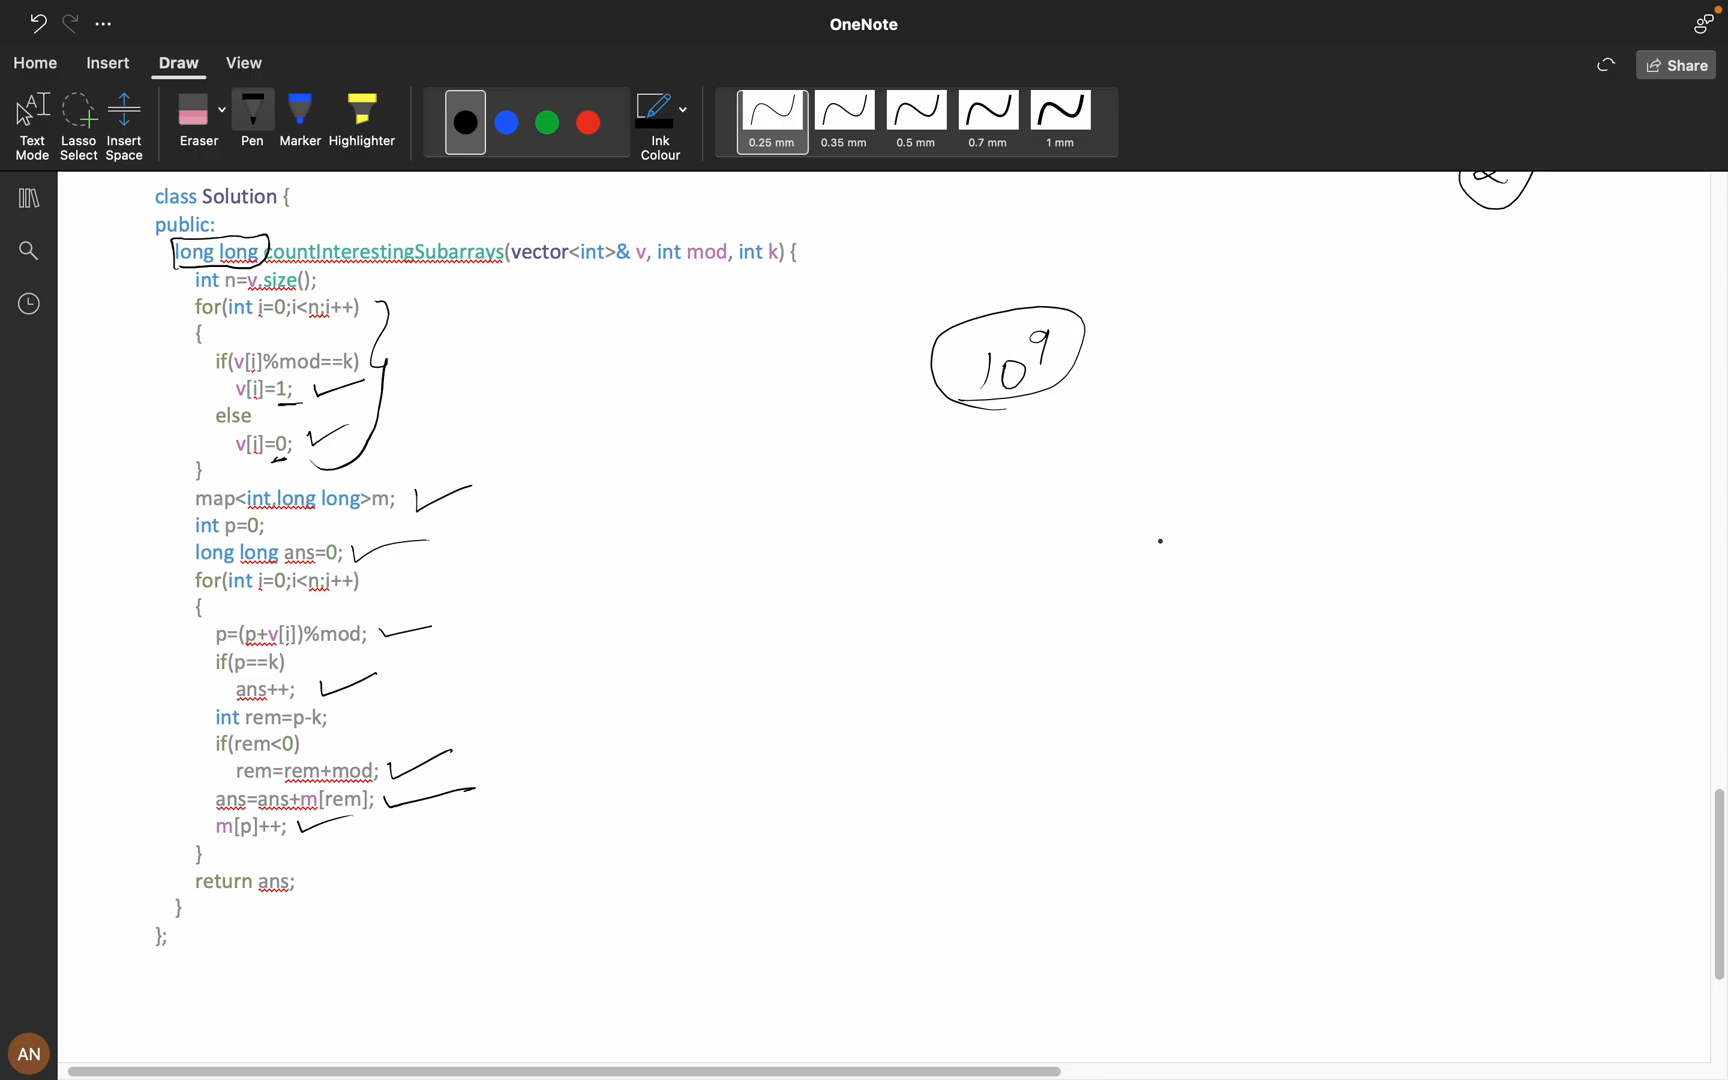 OneNote
Home Insert Draw View
Share
Text Mode
Lasso Select
Insert Space
Eraser
Pen
Marker
Highlighter
Ink Colour
0.25 mm
0.35 mm
0.5 mm
0.7 mm
1 mm
class Solution {
public:
long long countInterestingSubarrays(vector<int>& v, int mod, int k) {
int n=v.size();
for(int i=0;i<n;i++)
{
if(v[i]%mod==k)
v[i]=1;
else
v[i]=0;
}
map<int,long long>m;
int p=0;
long long ans=0;
for(int i=0;i<n;i++)
{
p=(p+v[i])%mod;
if(p==k)
ans++;
int rem=p-k;
if(rem<0)
rem=rem+mod;
ans=ans+m[rem];
m[p]++;
}
return ans;
}
};
10^9
AN